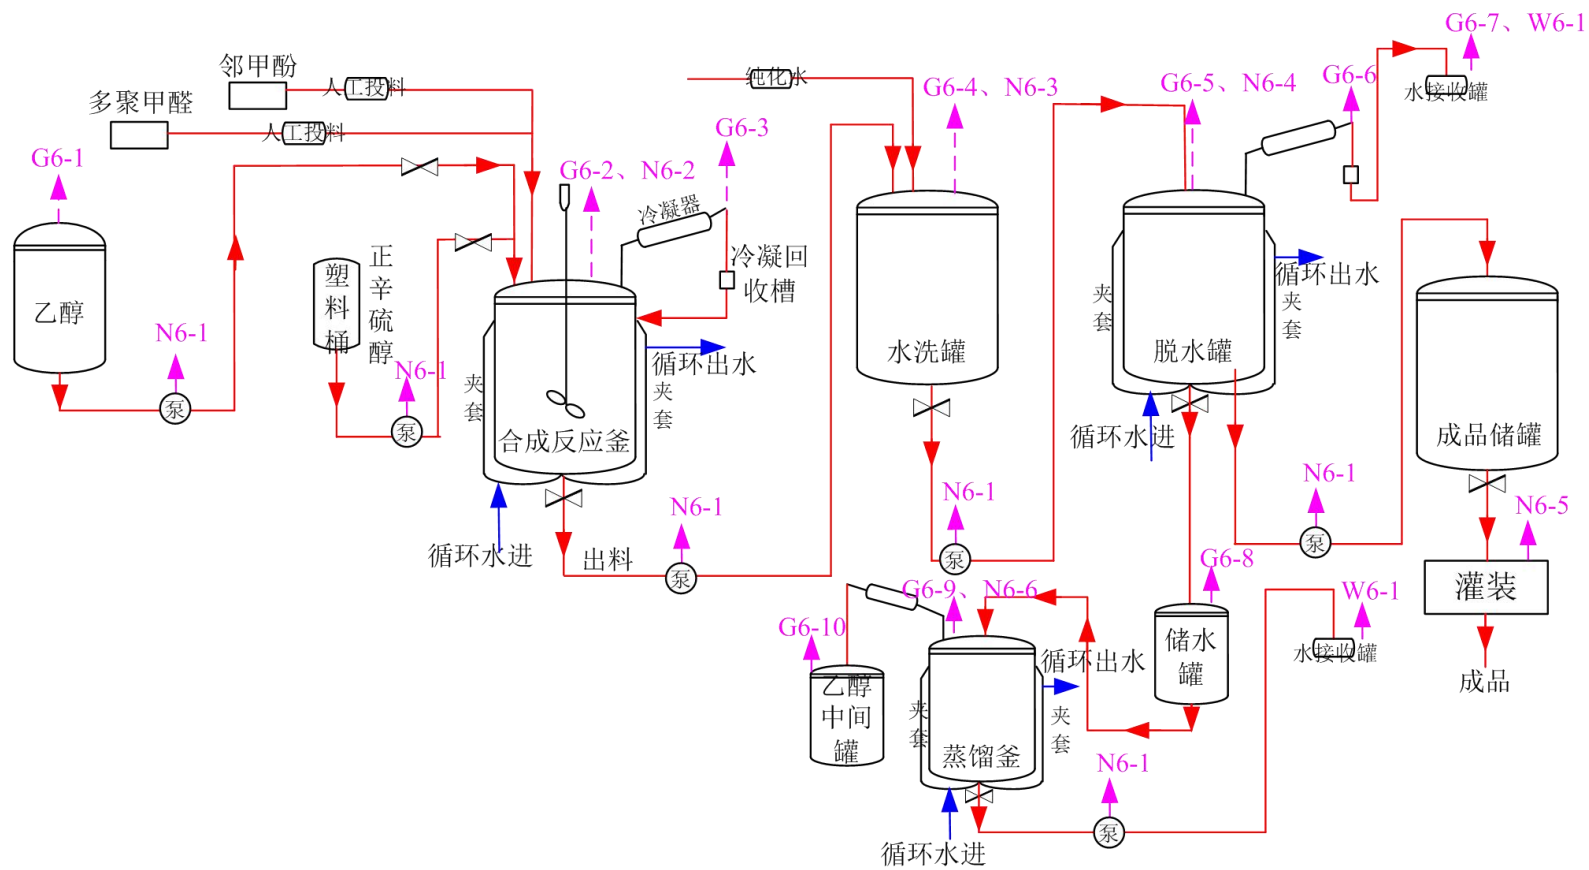 G6-7、W6-1
邻甲酚
人工投料
纯化水
G6-4、N6-3
G6-5、N6-4
G6-6
水接收罐
多聚甲醛
人工投料
G6-3
G6-1
G6-2、N6-2
冷凝器
正辛硫醇
塑料桶
冷凝回
收槽
循环出水
夹套
夹套
乙醇
N6-1
N6-1
循环出水
夹套
夹套
水洗罐
脱水罐
泵
泵
合成反应釜
循环水进
成品储罐
N6-1
N6-1
N6-1
N6-5
循环水进
出料
泵
泵
泵
G6-8
灌装
G6-9、N6-6
W6-1
G6-10
储水
罐
循环出水
水接收罐
成品
乙醇
中间
罐
夹套
夹套
蒸馏釜
N6-1
泵
循环水进